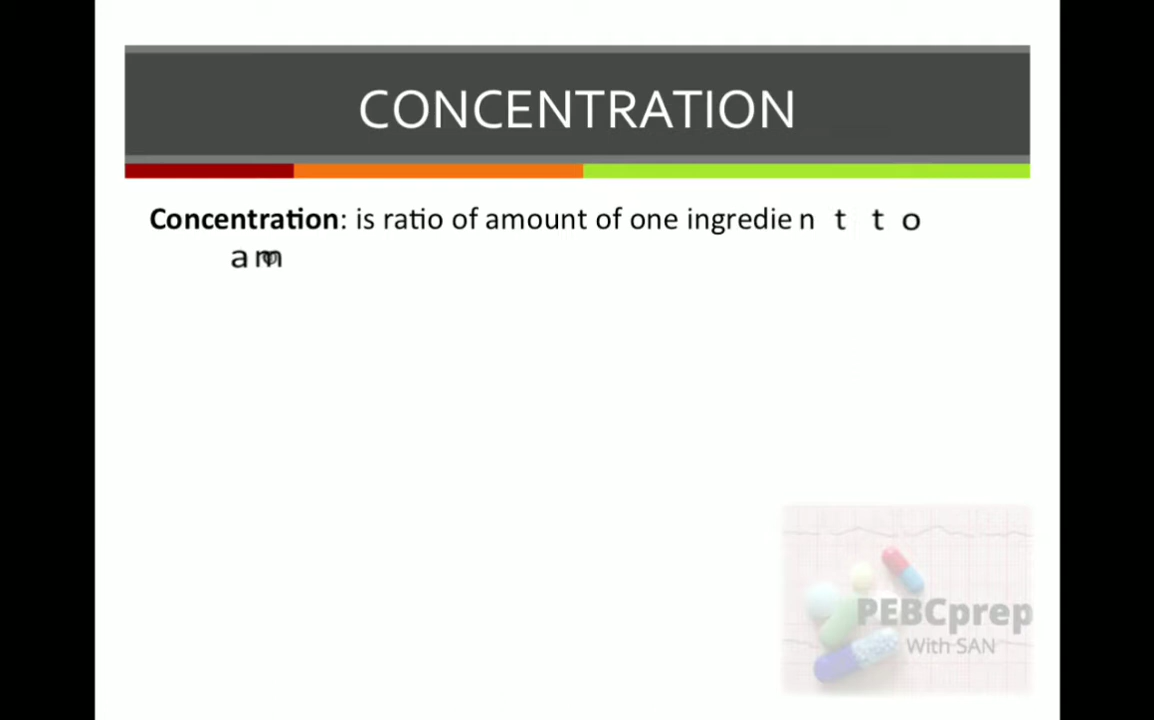 CONCENTRATION
Concentration: is ratio of amount of one ingredient to
PEBCprep
With SAN